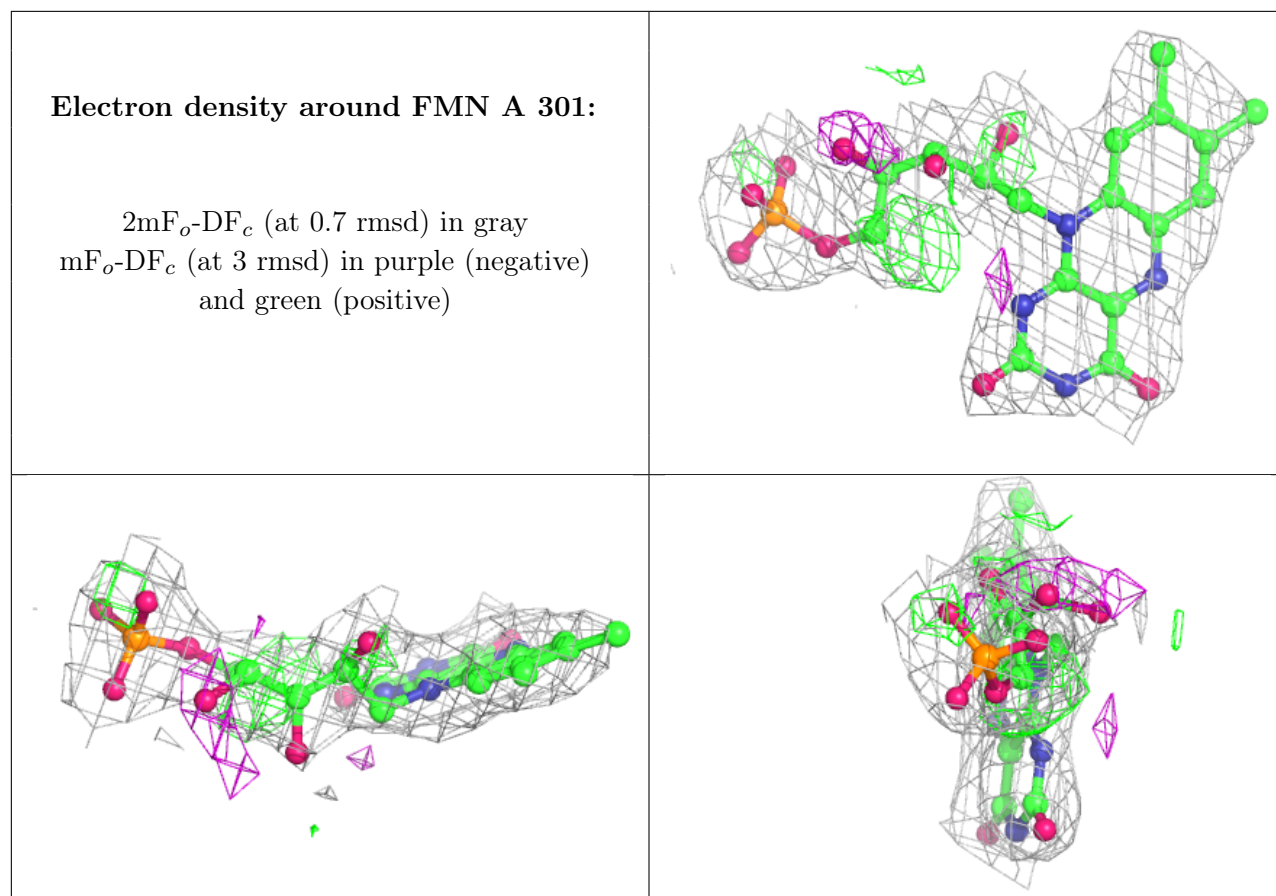 Electron density around FMN A 301:
2mFo-DFc (at 0.7 rmsd) in gray
mFo-DFc (at 3 rmsd) in purple (negative)
and green (positive)